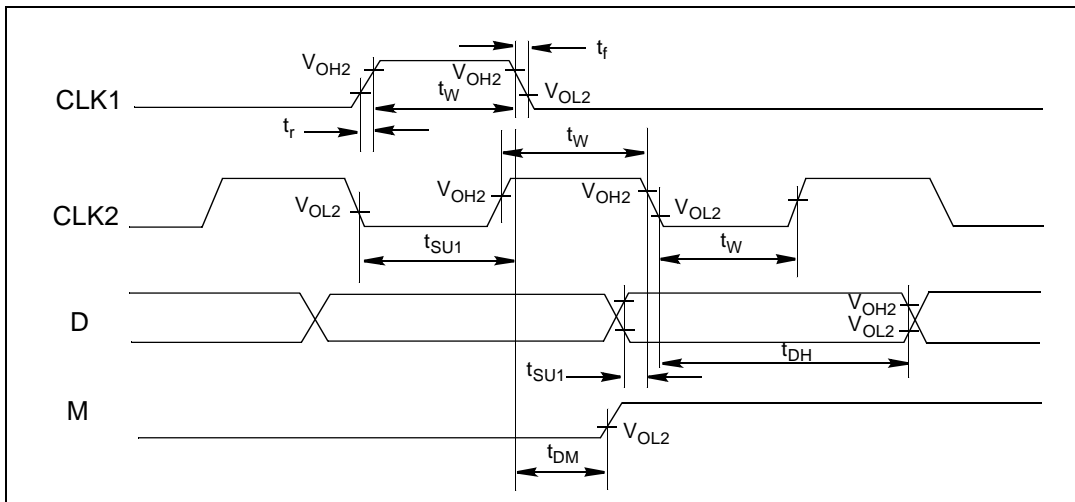 t_f
V_OH2
V_OH2
V_OL2
CLK1
t_W
t_r
t_W
V_OH2
V_OH2
V_OL2
V_OL2
CLK2
t_SU1
t_W
D
V_OH2
V_OL2
t_DH
t_SU1
M
V_OL2
t_DM